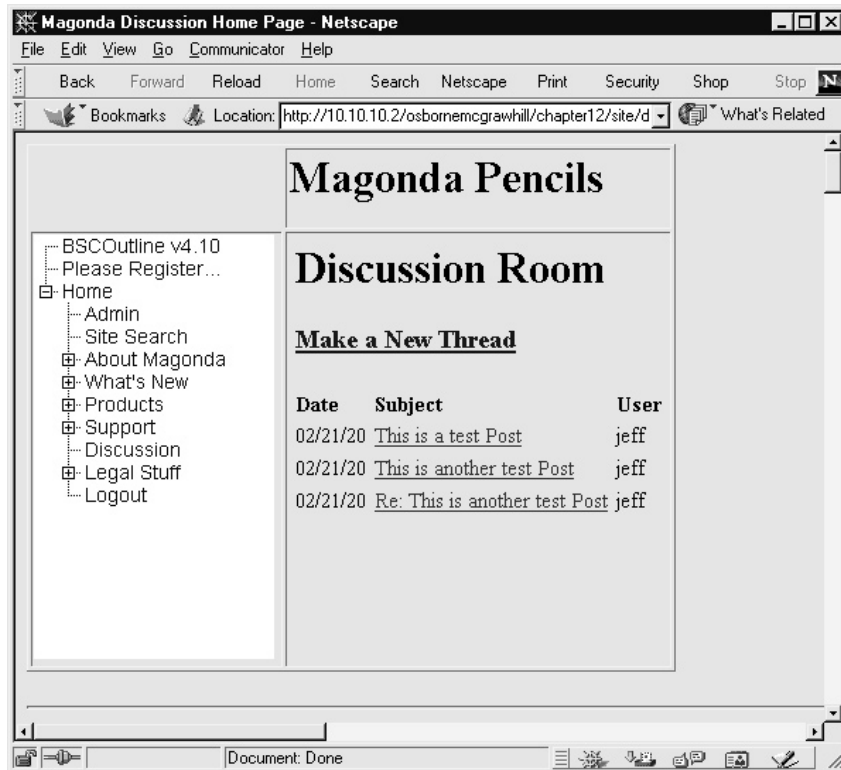 Magonda Discussion Home Page - Netscape
File Edit View Go Communicator Help
Back Forward Reload Home Search Netscape Print Security Shop Stop N
Bookmarks Location: http://10.10.10.2/osbornemcgrawhill/chapter12/site/d What's Related
Magonda Pencils
BSCOutline v4.10
Please Register...
Home
Admin
Site Search
About Magonda
What's New
Products
Support
Discussion
Legal Stuff
Logout
Discussion Room
Make a New Thread
Date Subject User
02/21/20 This is a test Post jeff
02/21/20 This is another test Post jeff
02/21/20 Re: This is another test Post jeff
Document: Done